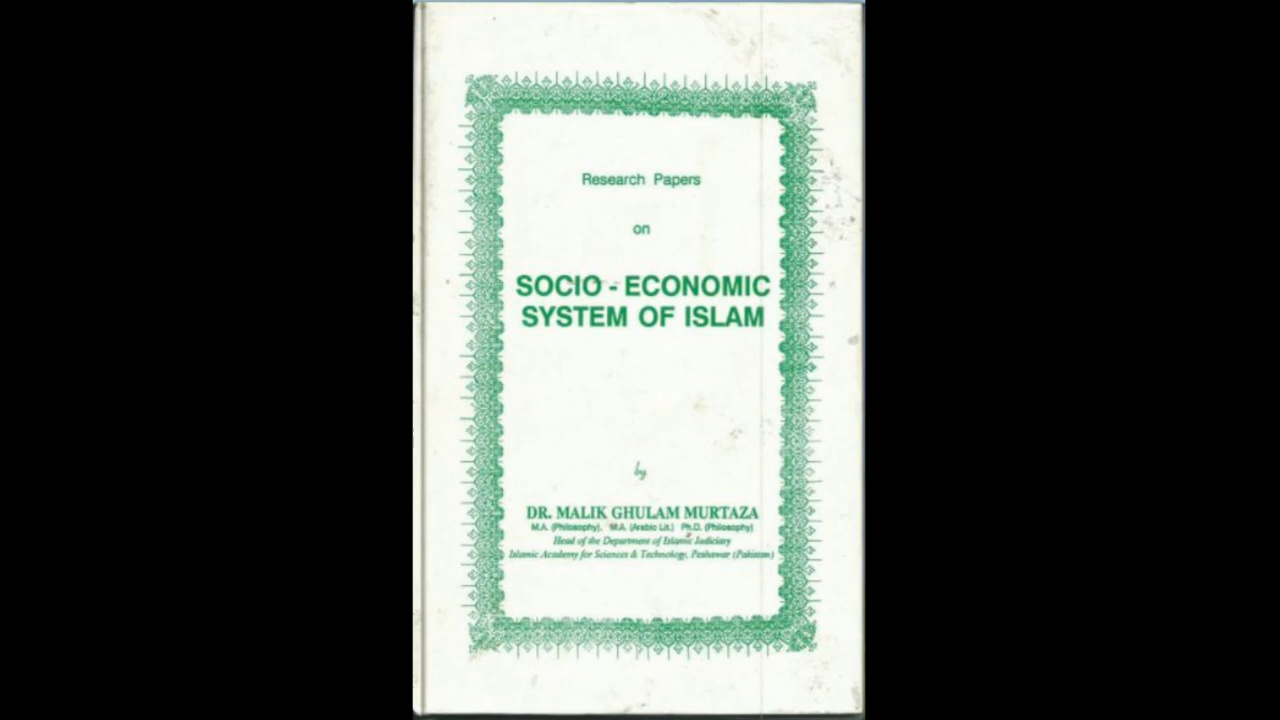 Research Papers
on
SOCIO - ECONOMIC
SYSTEM OF ISLAM
by
DR. MALIK GHULAM MURTAZA
M.A. (Philosophy), M.A. (Arabic Lit.) Ph.D. (Philosophy)
Head of the Department of Islamic Judiciary
Islamic Academy for Sciences & Technology, Peshawar (Pakistan)